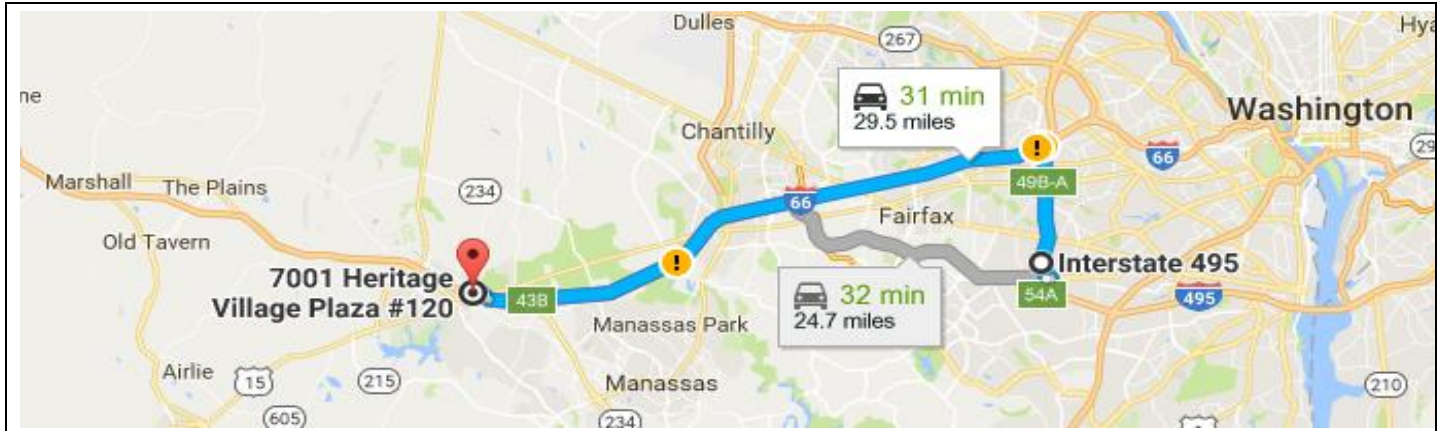 Dulles
Hya
267
ne
31 min
29.5 miles
Washington
Chantilly
29
66
Marshall
The Plains
234
49B-A
66
Fairfax
Old Tavern
7001 Heritage
Village Plaza #120
Interstate 495
43B
32 min
24.7 miles
54A
495
Manassas Park
Airlie
15
215
Manassas
210
605
234